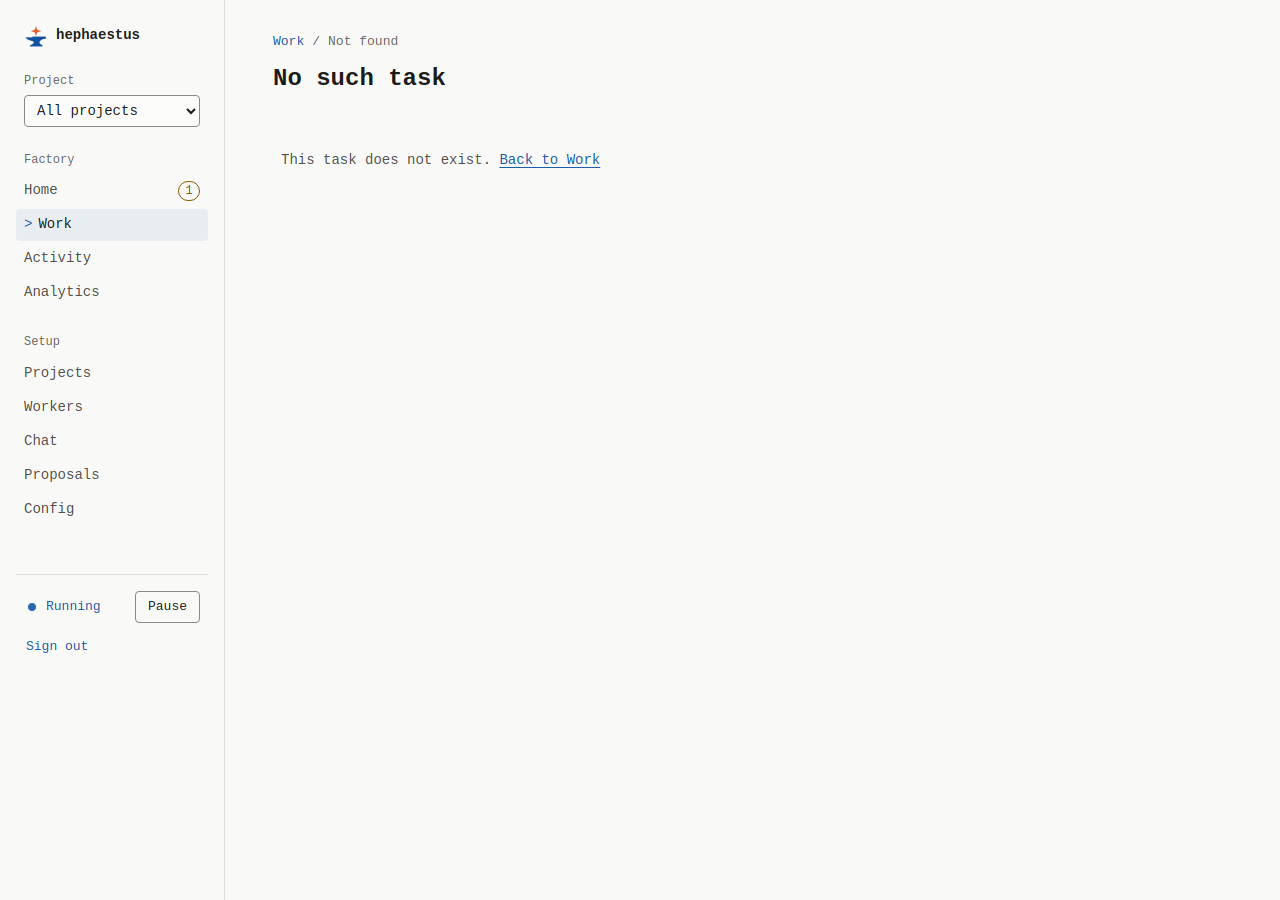 hephaestus
Project
All projects
Factory
Home 1
> Work
Activity
Analytics
Setup
Projects
Workers
Chat
Proposals
Config
Running Pause
Sign out
Work / Not found
No such task
This task does not exist. Back to Work